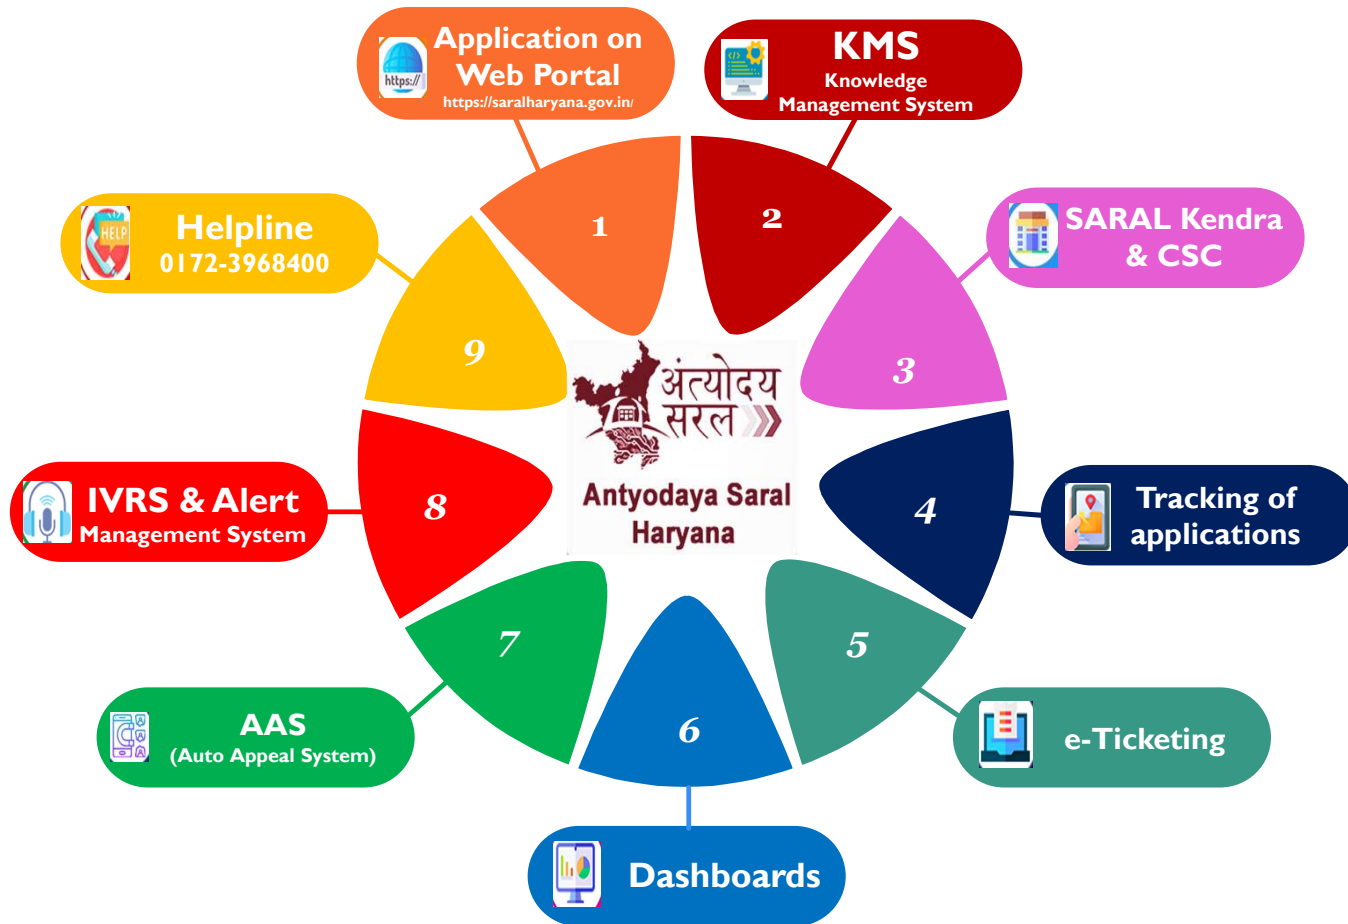 Application on
Web Portal
https://saralharyana.gov.in/
https://
1
KMS
Knowledge
Management System
2
SARAL Kendra
& CSC
3
Tracking of
applications
4
e-Ticketing
5
Dashboards
6
AAS
(Auto Appeal System)
7
IVRS & Alert
Management System
8
Helpline
0172-3968400
HELP
9
अंत्योदय
सरल
Antyodaya Saral
Haryana